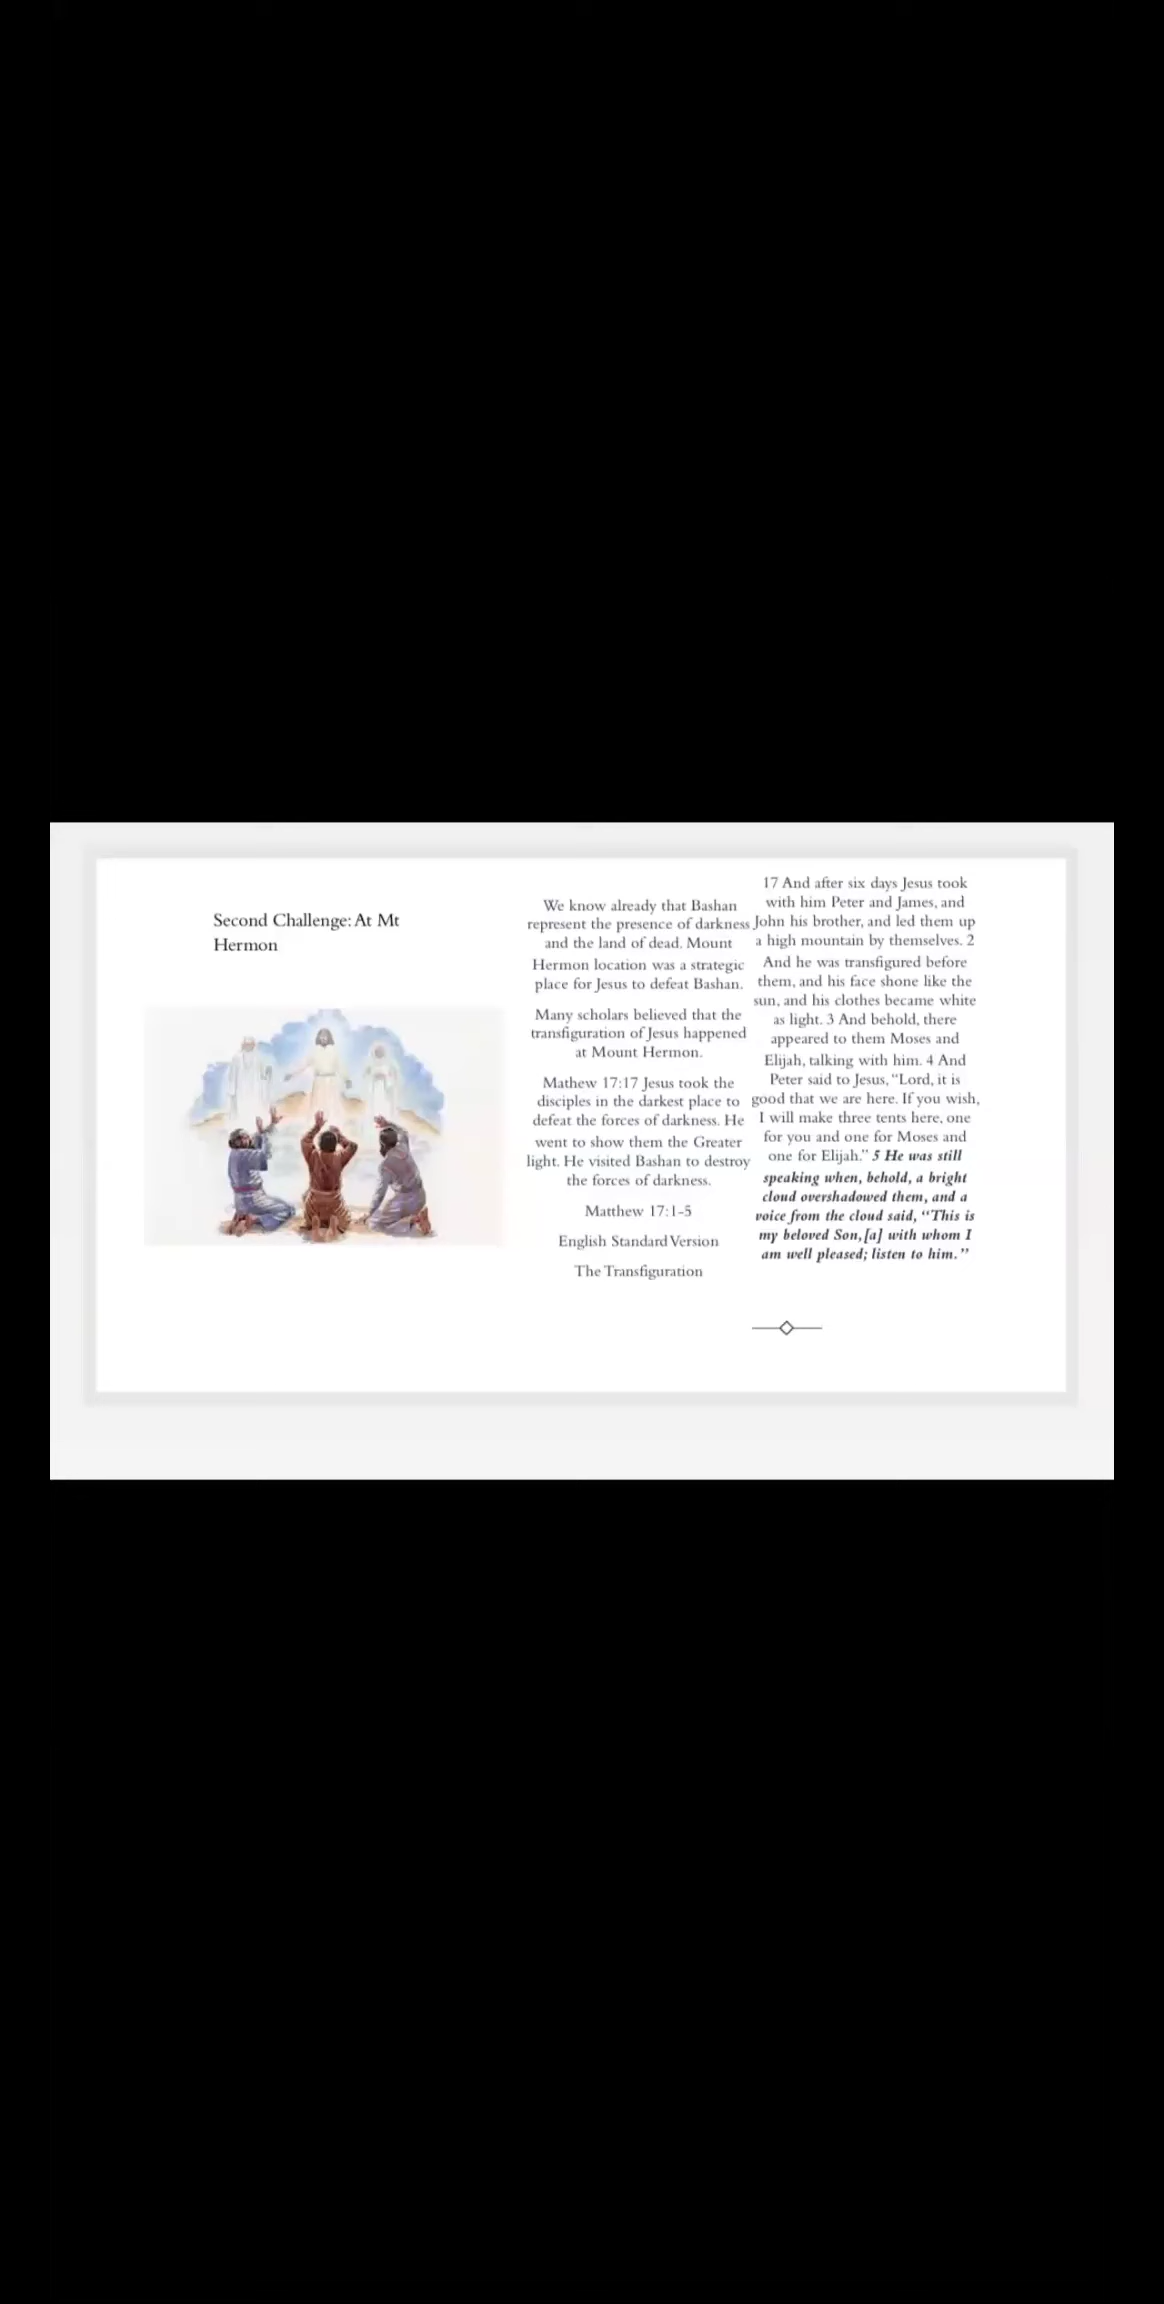 Second Challenge: At Mt
Hermon
We know already that Bashan
represent the presence of darkness
and the land of dead. Mount
Hermon location was a strategic
place for Jesus to defeat Bashan.
Many scholars believed that the
transfiguration of Jesus happened
at Mount Hermon.
Mathew 17:17 Jesus took the
disciples in the darkest place to
defeat the forces of darkness. He
went to show them the Greater
light. He visited Bashan to destroy
the forces of darkness.
Matthew 17:1-5
English Standard Version
The Transfiguration
17 And after six days Jesus took
with him Peter and James, and
John his brother, and led them up
a high mountain by themselves. 2
And he was transfigured before
them, and his face shone like the
sun, and his clothes became white
as light. 3 And behold, there
appeared to them Moses and
Elijah, talking with him. 4 And
Peter said to Jesus, “Lord, it is
good that we are here. If you wish,
I will make three tents here, one
for you and one for Moses and
one for Elijah.” 5 He was still
speaking when, behold, a bright
cloud overshadowed them, and a
voice from the cloud said, “This is
my beloved Son,[a] with whom I
am well pleased; listen to him.”